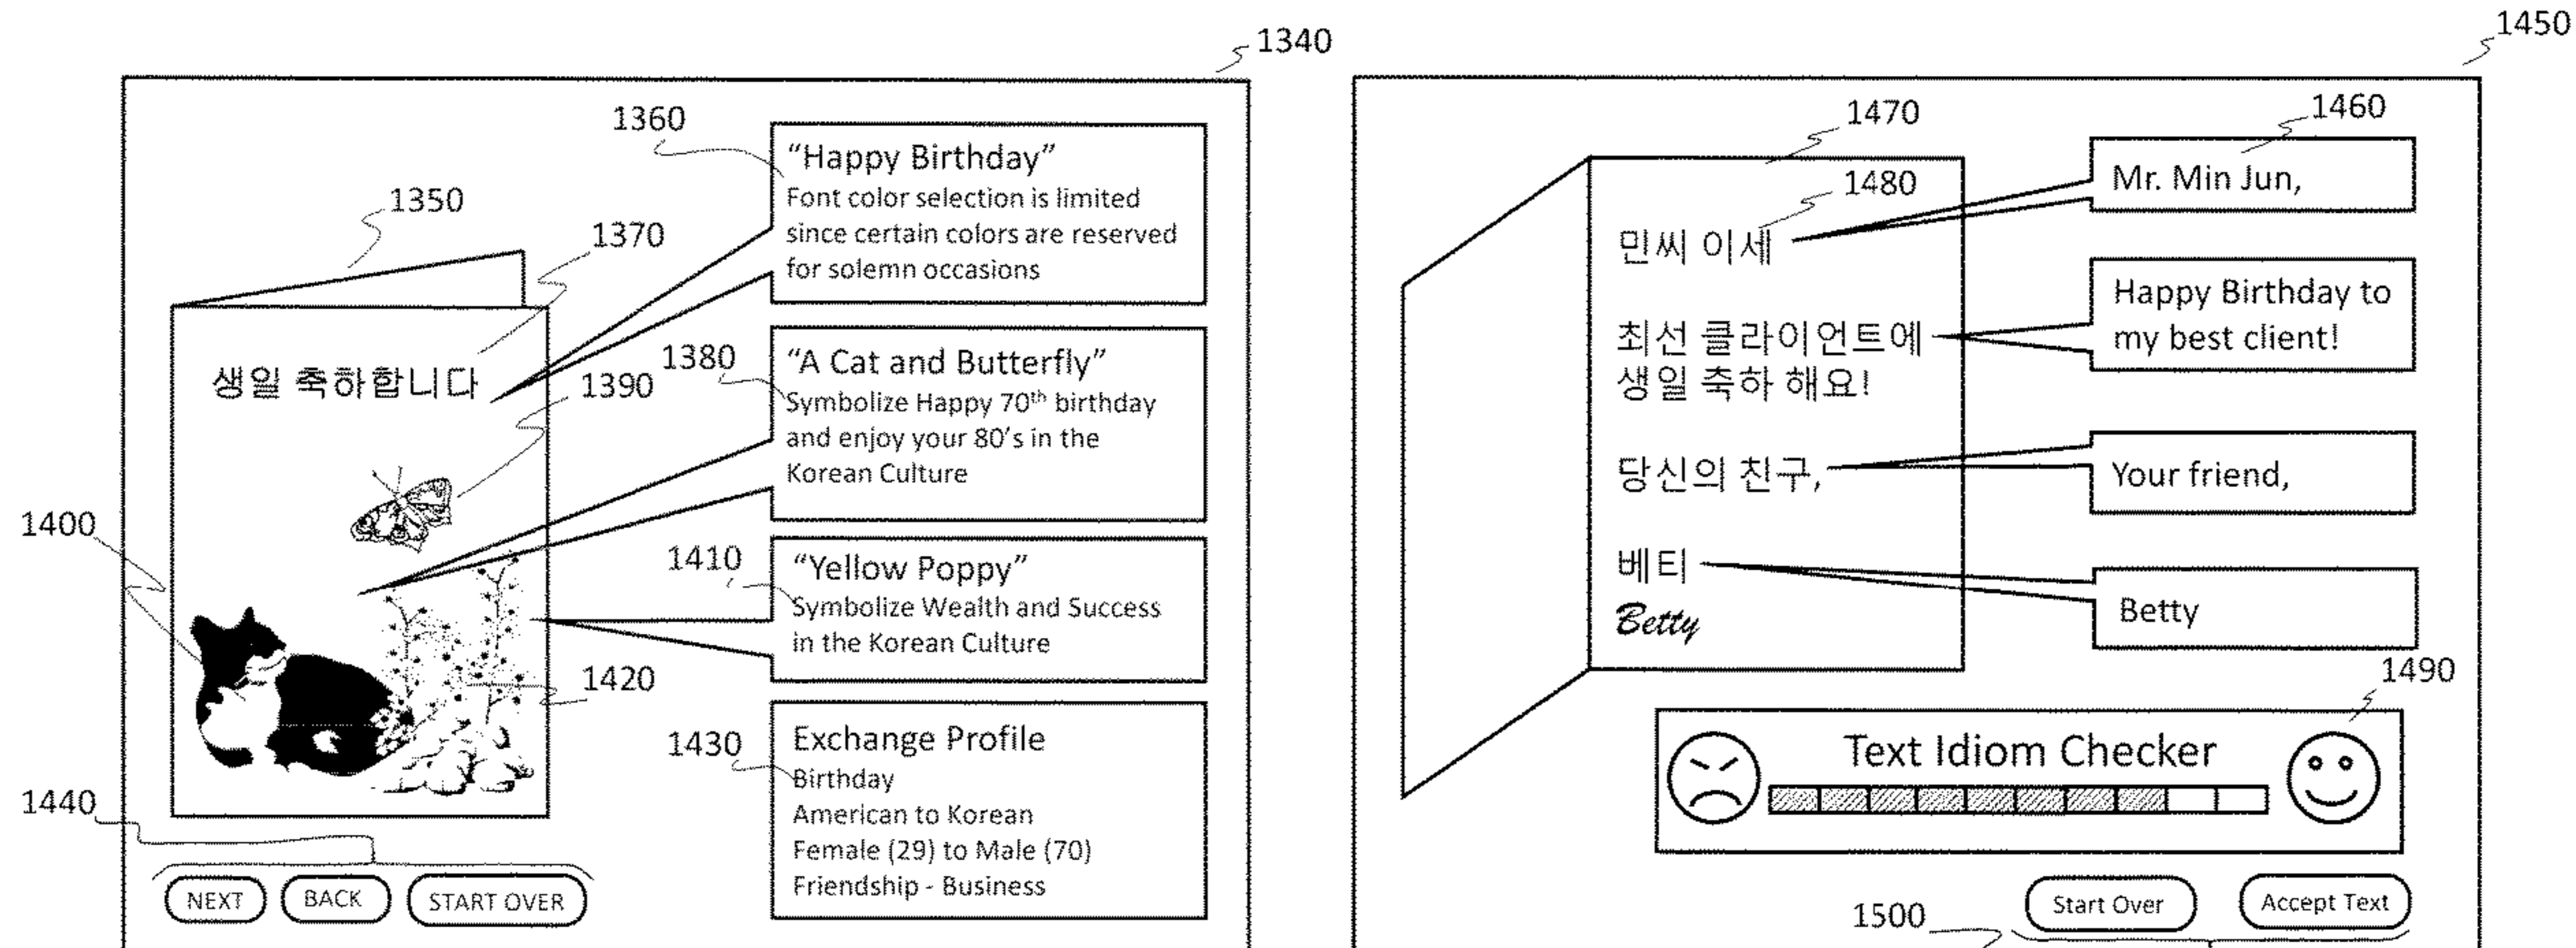 1340
1360
"Happy Birthday"
Font color selection is limited
since certain colors are reserved
for solemn occasions
1350
1370
생일 축하합니다
1380
1390
"A Cat and Butterfly"
Symbolize Happy 70th birthday
and enjoy your 80's in the
Korean Culture
1400
1410
"Yellow Poppy"
Symbolize Wealth and Success
in the Korean Culture
1420
1430
Exchange Profile
Birthday
American to Korean
Female (29) to Male (70)
Friendship - Business
1440
NEXT
BACK
START OVER
1450
1470
1460
1480
민씨 이세
Mr. Min Jun,
최선 클라이언트에
생일 축하 해요!
Happy Birthday to
my best client!
당신의 친구,
Your friend,
베티
Betty
Betty
1490
Text Idiom Checker
Start Over
Accept Text
1500